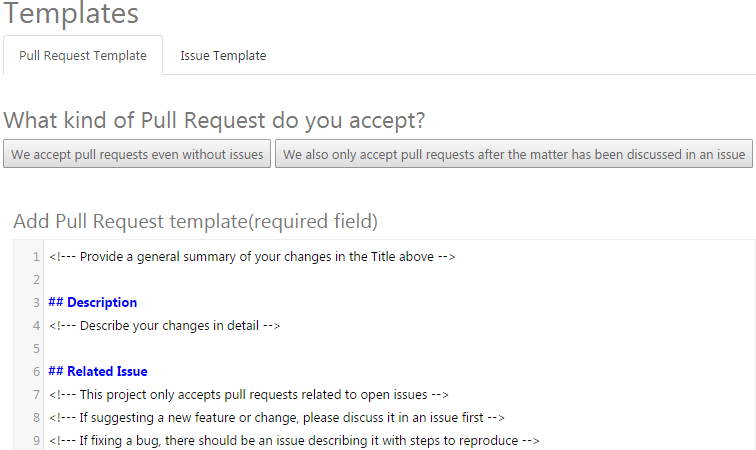 Templates
Pull Request Template Issue Template
What kind of Pull Request do you accept?
We accept pull requests even without issues We also only accept pull requests after the matter has been discussed in an issue
Add Pull Request template(required field)
1 <!--- Provide a general summary of your changes in the Title above -->
2
3 ## Description
4 <!--- Describe your changes in detail -->
5
6 ## Related Issue
7 <!--- This project only accepts pull requests related to open issues -->
8 <!--- If suggesting a new feature or change, please discuss it in an issue first -->
9 <!--- If fixing a bug, there should be an issue describing it with steps to reproduce -->